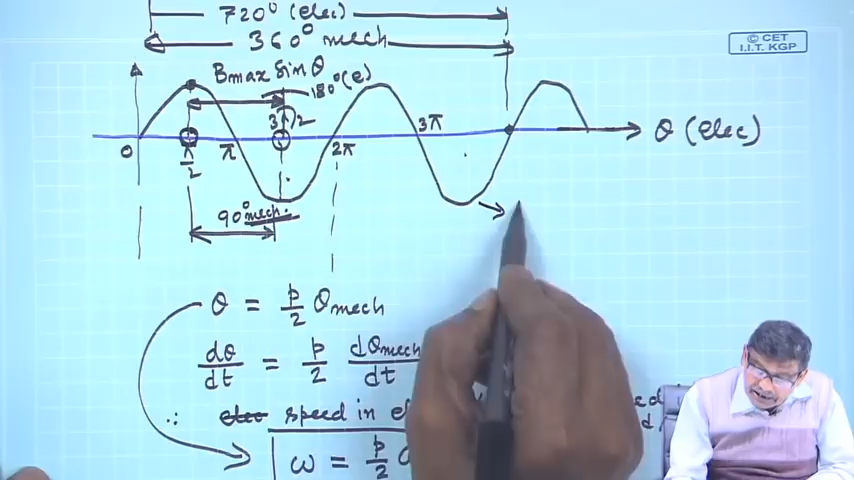 720° (elec)
360° mech
© CET
I.I.T. KGP
Bmax Sin θ
180°(e)
3π/2
3π
0
π/2
π
2π
θ (elec)
90° mech.
θ = p/2 θmech
dθ/dt = p/2 dθmech/dt
∴ speed in
ω = p/2